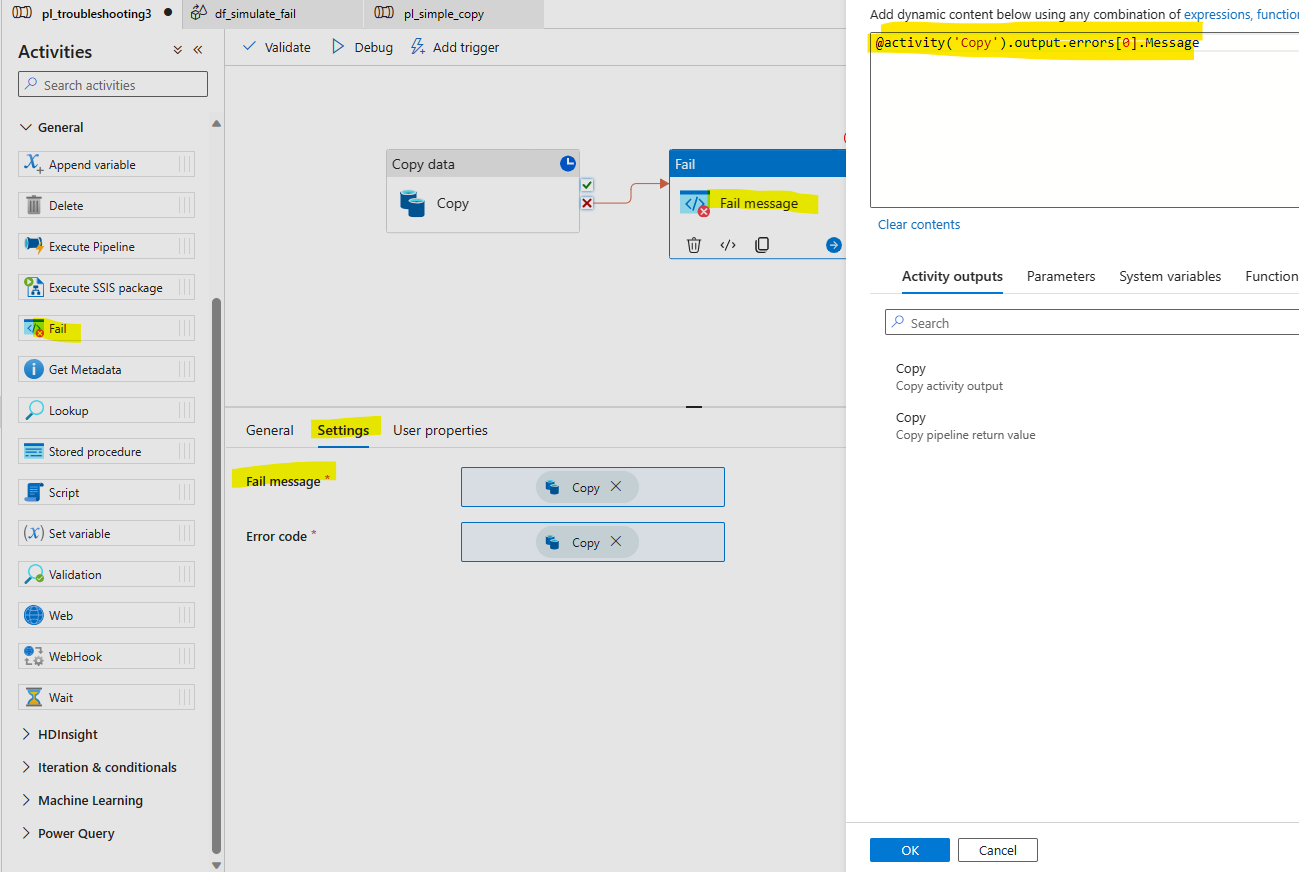 pl_troubleshooting3
df_simulate_fail
pl_simple_copy
Activities
Search activities
General
Append variable
Delete
Execute Pipeline
Execute SSIS package
Fail
Get Metadata
Lookup
Stored procedure
Script
Set variable
Validation
Web
WebHook
Wait
HDInsight
Iteration & conditionals
Machine Learning
Power Query
Validate
Debug
Add trigger
Copy data
Copy
Fail
Fail message
General
Settings
User properties
Fail message *
Copy
Error code *
Copy
Add dynamic content below using any combination of expressions, function
@activity('Copy').output.errors[0].Message
Clear contents
Activity outputs
Parameters
System variables
Function
Search
Copy
Copy activity output
Copy
Copy pipeline return value
OK
Cancel